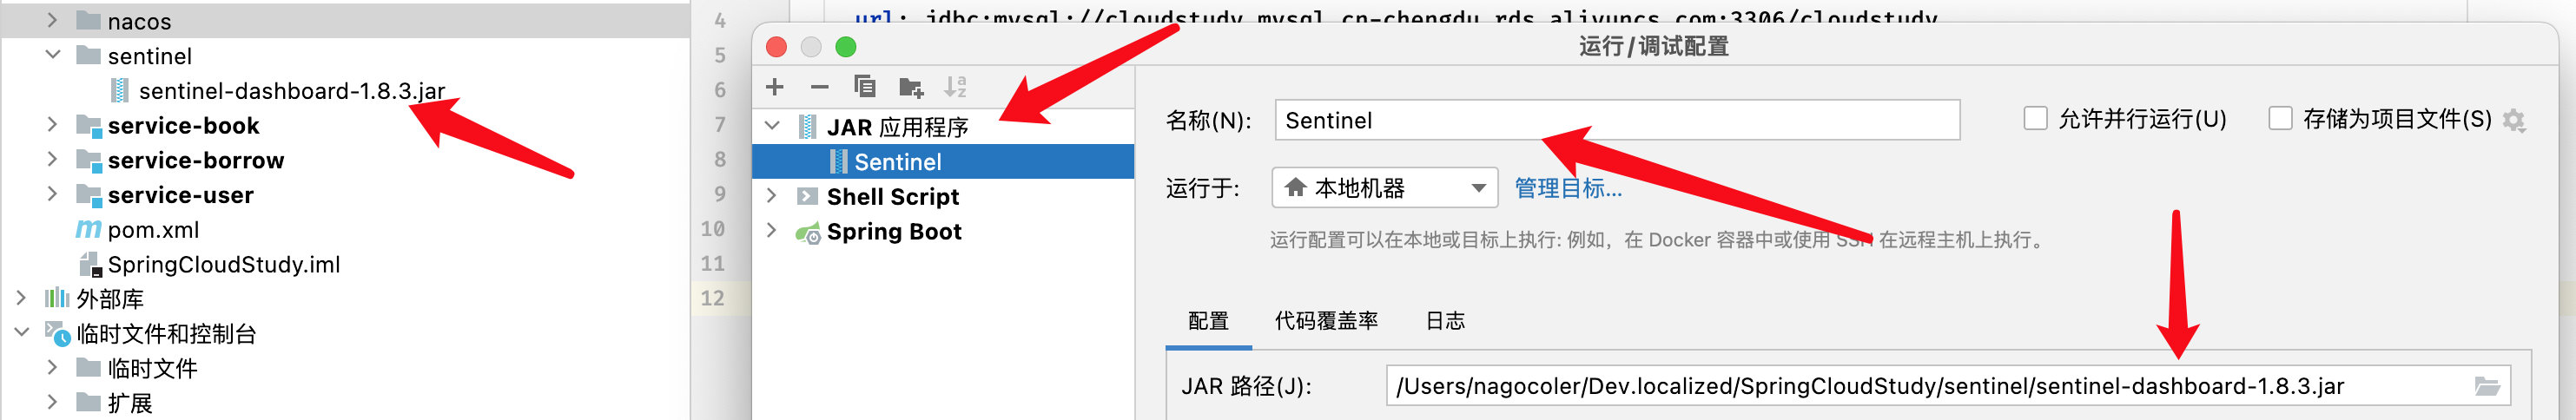 nacos
sentinel
sentinel-dashboard-1.8.3.jar
service-book
service-borrow
service-user
pom.xml
SpringCloudStudy.iml
外部库
临时文件和控制台
临时文件
扩展
4
5
6
7
8
9
10
11
12
url: jdbc:mysql://cloudstudy.mysql.cn-chengdu.rds.aliyuncs.com:3306/cloudstudy
运行/调试配置
JAR 应用程序
Sentinel
Shell Script
Spring Boot
名称(N): Sentinel 允许并行运行(U) 存储为项目文件(S)
运行于: 本地机器 管理目标...
运行配置可以在本地或目标上执行: 例如，在 Docker 容器中或使用 SSH 在远程主机上执行。
配置 代码覆盖率 日志
JAR 路径(J): /Users/nagocoler/Dev.localized/SpringCloudStudy/sentinel/sentinel-dashboard-1.8.3.jar